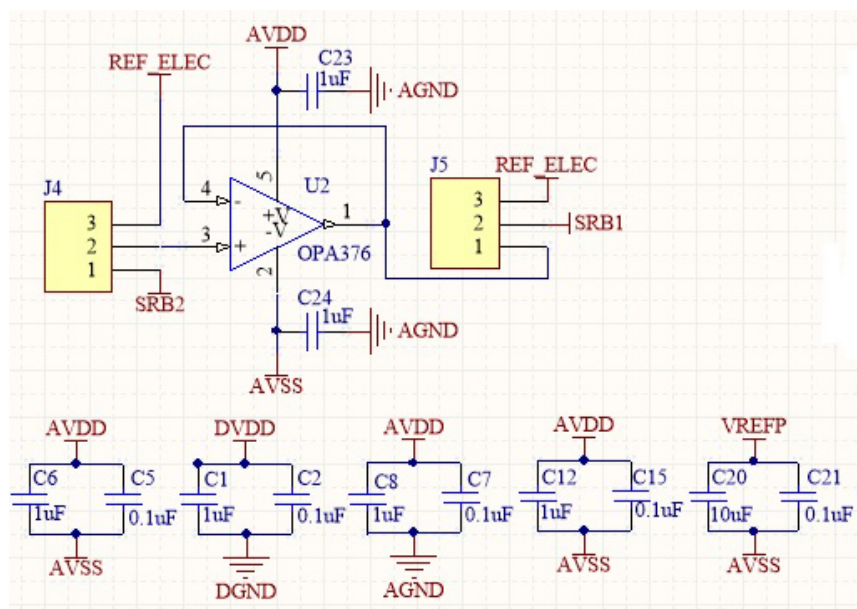 AVDD
C23
1uF
AGND
REF_ELEC
J4
3
2
1
SRB2
4
3
5
2
-
+
+V
-V
U2
1
OPA376
J5
3
2
1
REF_ELEC
SRB1
C24
1uF
AGND
AVSS
AVDD
C6
1uF
C5
0.1uF
AVSS
DVDD
C1
1uF
C2
0.1uF
DGND
AVDD
C8
1uF
C7
0.1uF
AGND
AVDD
C12
1uF
C15
0.1uF
AVSS
VREFP
C20
10uF
C21
0.1uF
AVSS